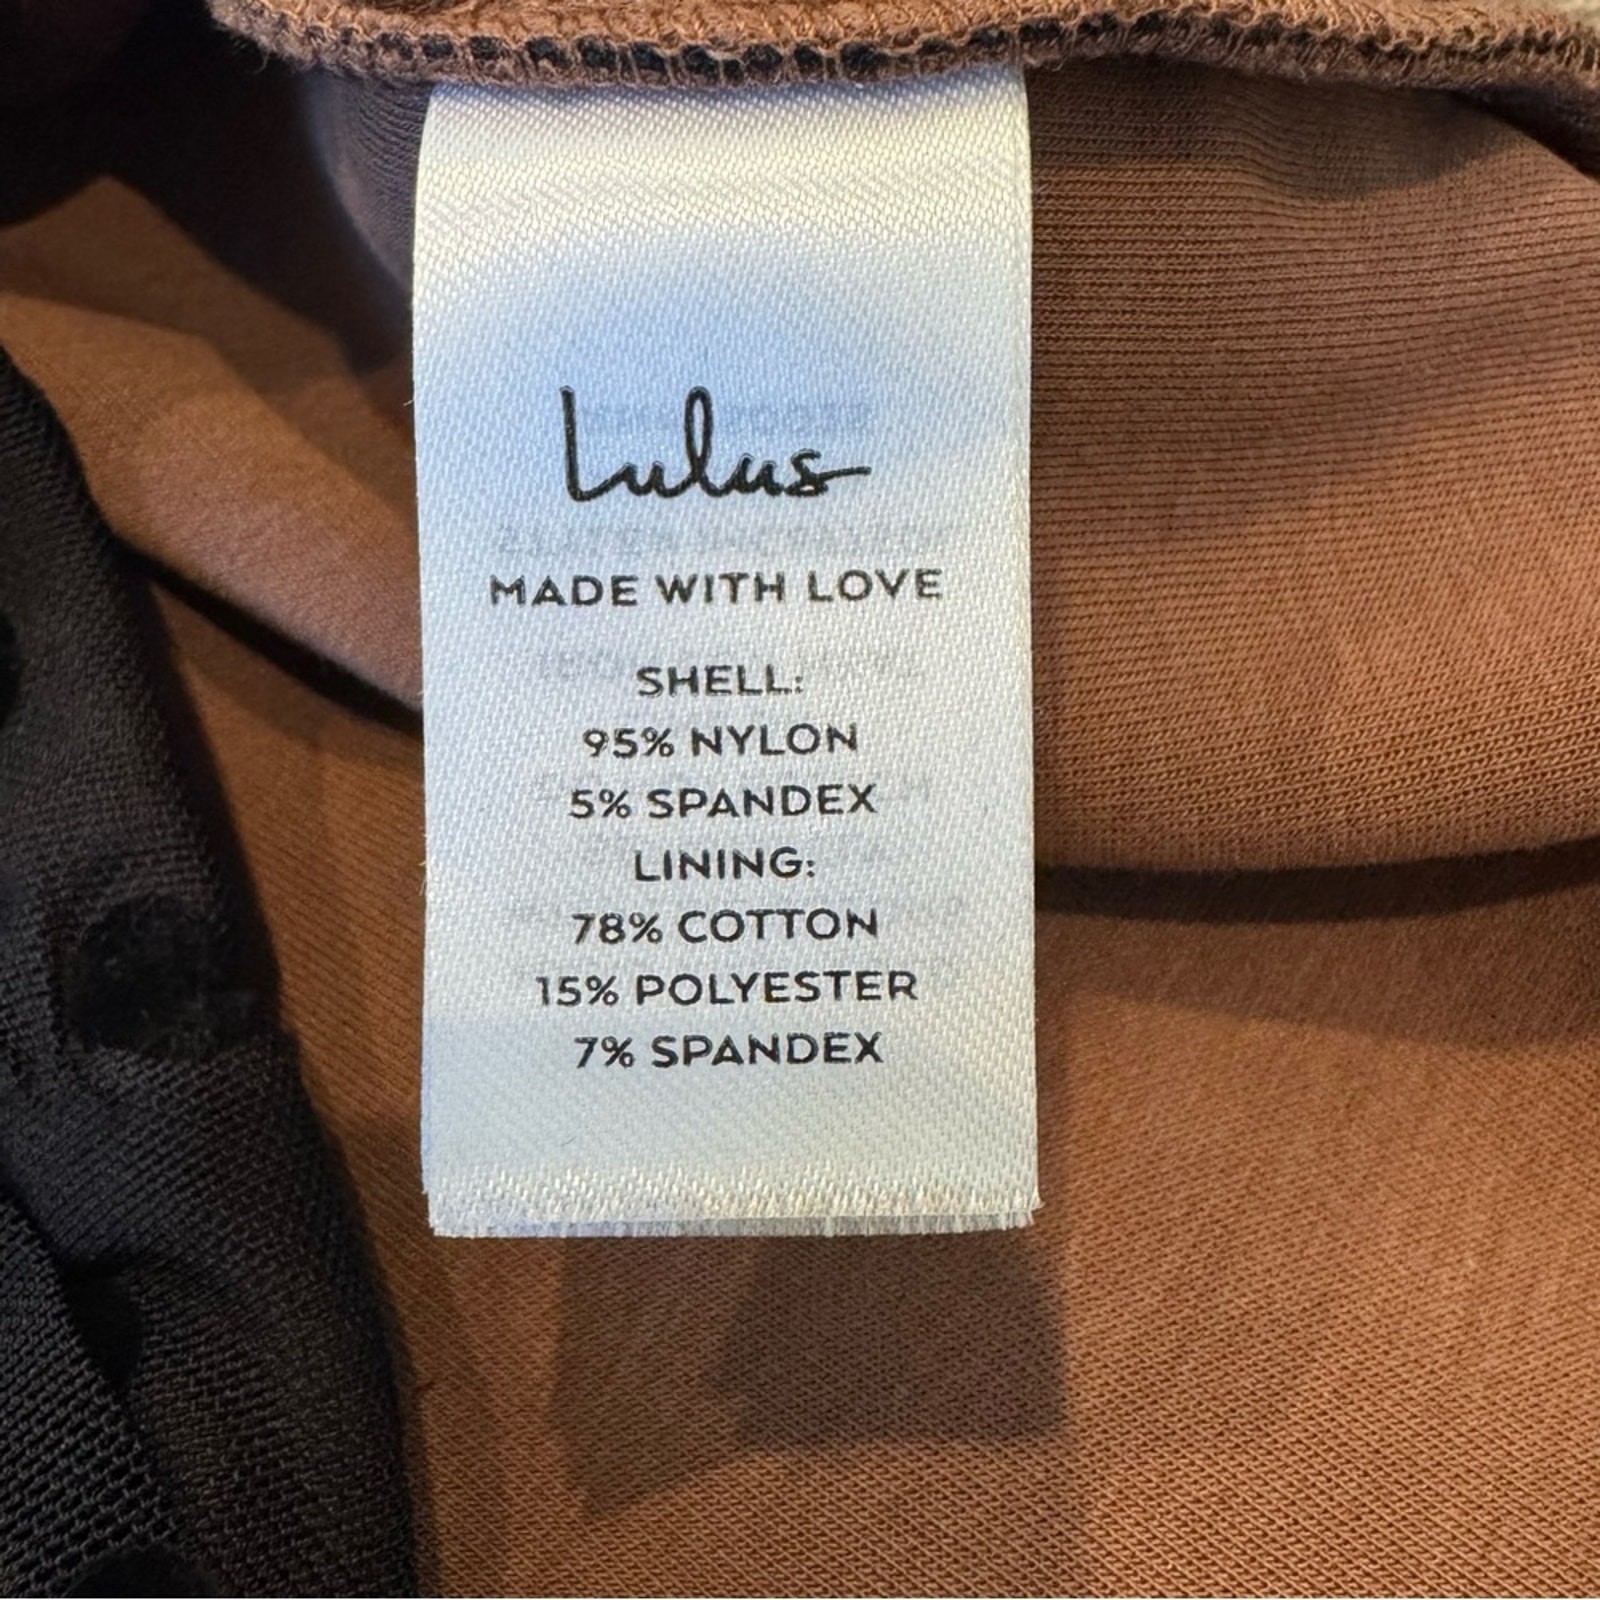 Lulus
MADE WITH LOVE
SHELL:
95% NYLON
5% SPANDEX
LINING:
78% COTTON
15% POLYESTER
7% SPANDEX